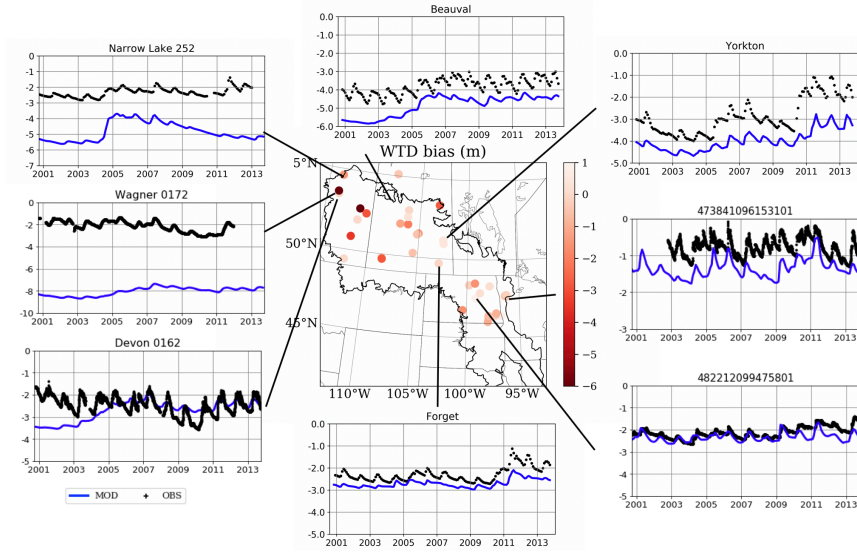 Narrow Lake 252
0
-1
-2
-3
-4
-5
-6
-7
2001 2003 2005 2007 2009 2011 2013
Beauval
0.0
-1.0
-2.0
-3.0
-4.0
-5.0
-6.0
2001 2003 2005 2007 2009 2011 2013
Yorkton
0.0
-1.0
-2.0
-3.0
-4.0
-5.0
2001 2003 2005 2007 2009 2011 2013
Wagner 0172
0
-2
-4
-6
-8
-10
2001 2003 2005 2007 2009 2011 2013
WTD bias (m)
5°N
50°N
45°N
110°W 105°W 100°W 95°W
1
0
−1
−2
−3
−4
−5
−6
473841096153101
0
-1
-2
-3
2001 2003 2005 2007 2009 2011 2013
Devon 0162
0
-1
-2
-3
-4
-5
2001 2003 2005 2007 2009 2011 2013
MOD OBS
Forget
0.0
-1.0
-2.0
-3.0
-4.0
-5.0
2001 2003 2005 2007 2009 2011 2013
482212099475801
0
-1
-2
-3
-4
-5
2001 2003 2005 2007 2009 2011 2013